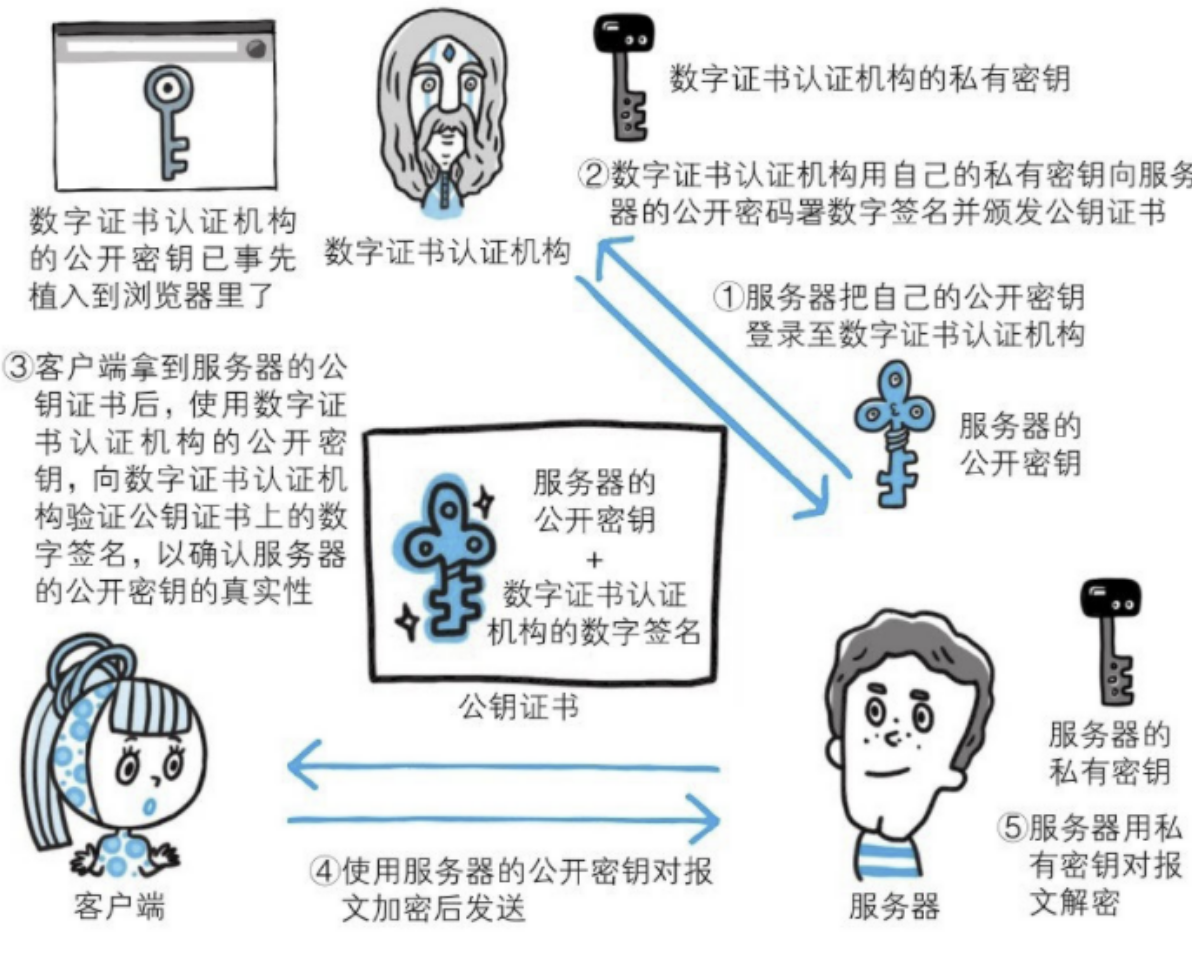 数字证书认证机构的私有密钥
②数字证书认证机构用自己的私有密钥向服务
器的公开密码署数字签名并颁发公钥证书
数字证书认证机构
的公开密钥已事先
植入到浏览器里了
数字证书认证机构
①服务器把自己的公开密钥
登录至数字证书认证机构
服务器的
公开密钥
③客户端拿到服务器的公
钥证书后，使用数字证
书认证机构的公开密
钥，向数字证书认证机
构验证公钥证书上的数
字签名，以确认服务器
的公开密钥的真实性
服务器的
公开密钥
+
数字证书认证
机构的数字签名
公钥证书
服务器的
私有密钥
④使用服务器的公开密钥对报
文加密后发送
⑤服务器用私
有密钥对报
文解密
客户端
服务器